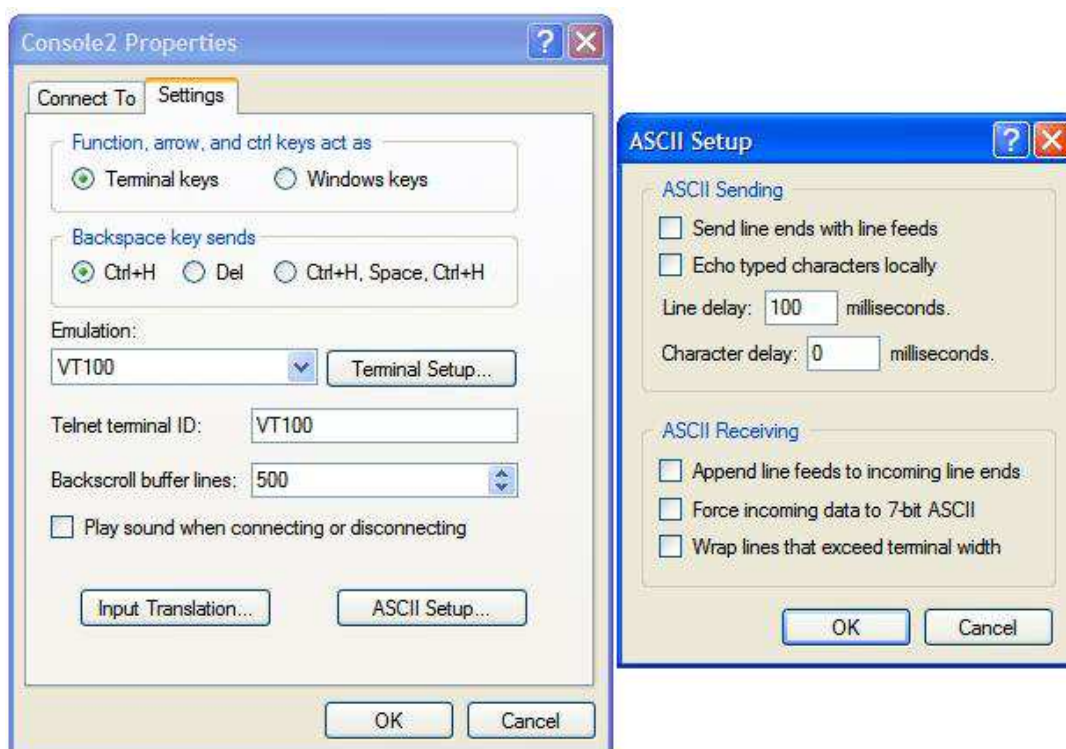 Console2 Properties
Connect To Settings
Function, arrow, and ctrl keys act as
Terminal keys Windows keys
Backspace key sends
Ctrl+H Del Ctrl+H, Space, Ctrl+H
Emulation:
VT100 Terminal Setup...
Telnet terminal ID: VT100
Backscroll buffer lines: 500
Play sound when connecting or disconnecting
Input Translation... ASCII Setup...
OK Cancel
ASCII Setup
ASCII Sending
Send line ends with line feeds
Echo typed characters locally
Line delay: 100 milliseconds.
Character delay: 0 milliseconds.
ASCII Receiving
Append line feeds to incoming line ends
Force incoming data to 7-bit ASCII
Wrap lines that exceed terminal width
OK Cancel